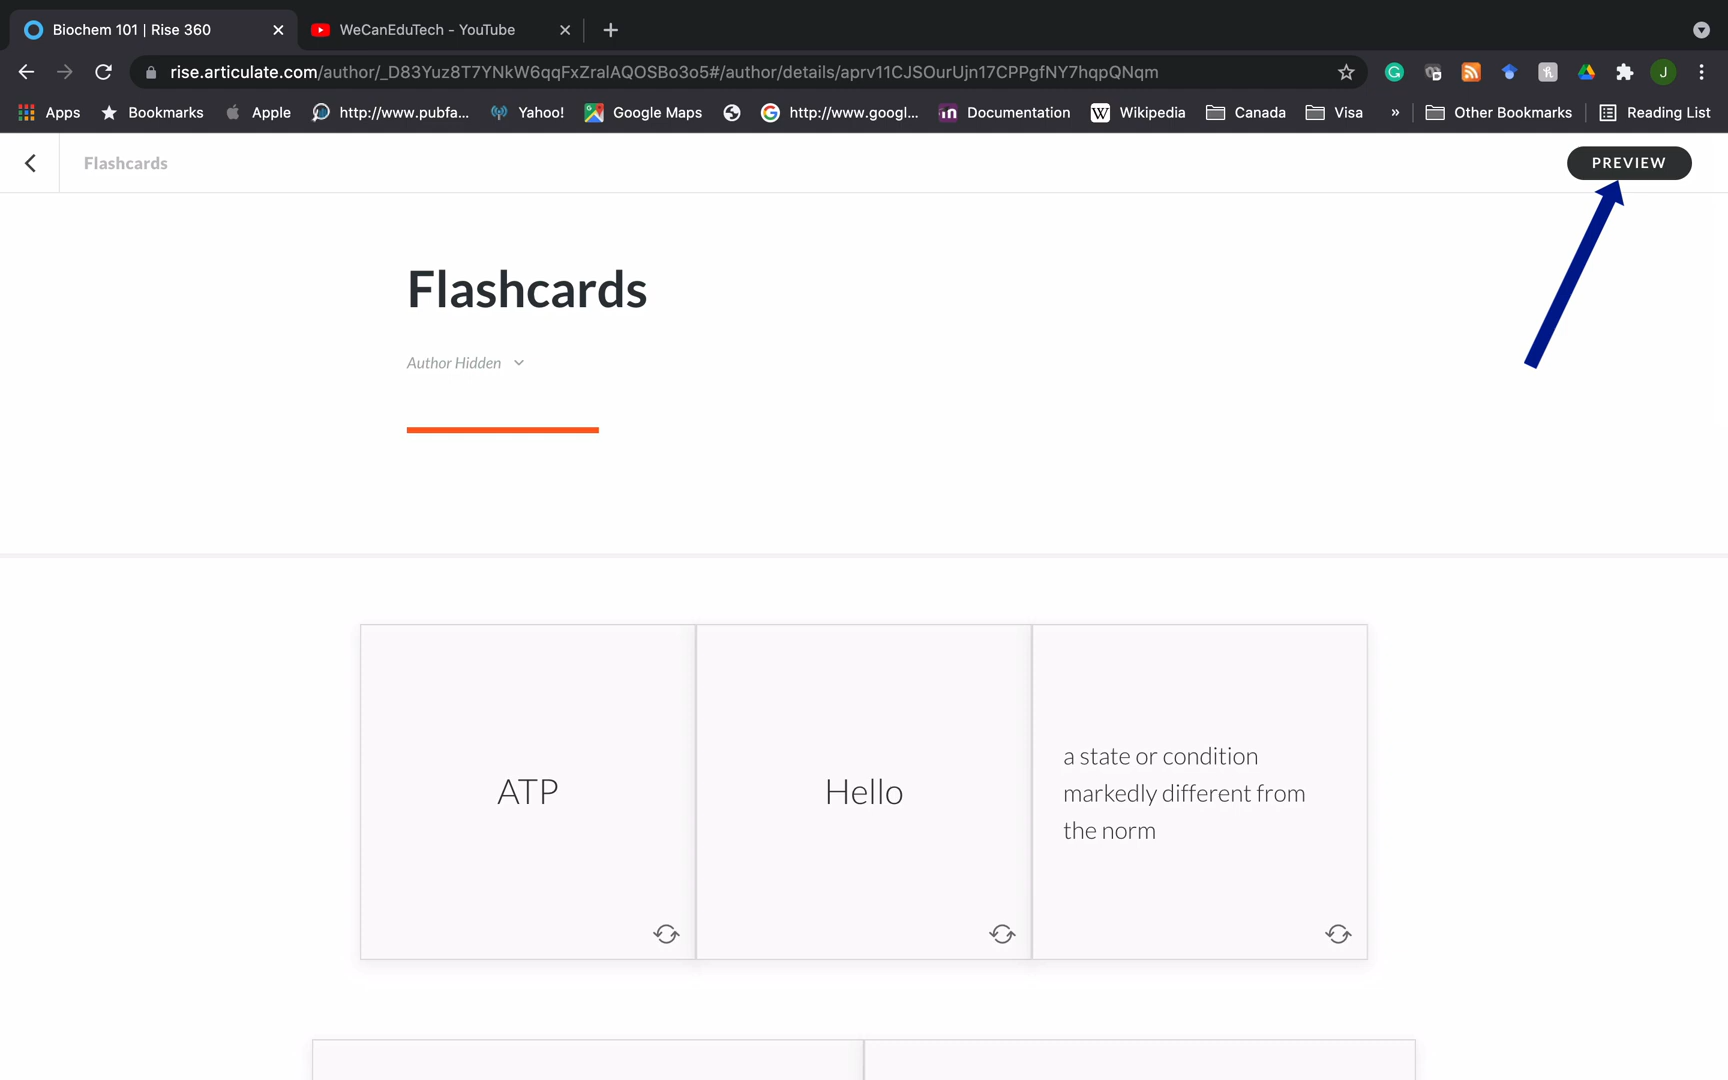 Biochem 101 | Rise 360
WeCanEduTech - YouTube
rise.articulate.com/author/_D83Yuz8T7YNkW6qqFxZralAQOSBo3o5#/author/details/aprv11CJSOurUjn17CPPgfNY7hqpQNqm
J
Apps
Bookmarks
Apple
http://www.pubfa...
Yahoo!
Google Maps
http://www.googl...
Documentation
Wikipedia
Canada
Visa
»
Other Bookmarks
Reading List
Flashcards
PREVIEW
Flashcards
Author Hidden
ATP
Hello
a state or condition
markedly different from
the norm